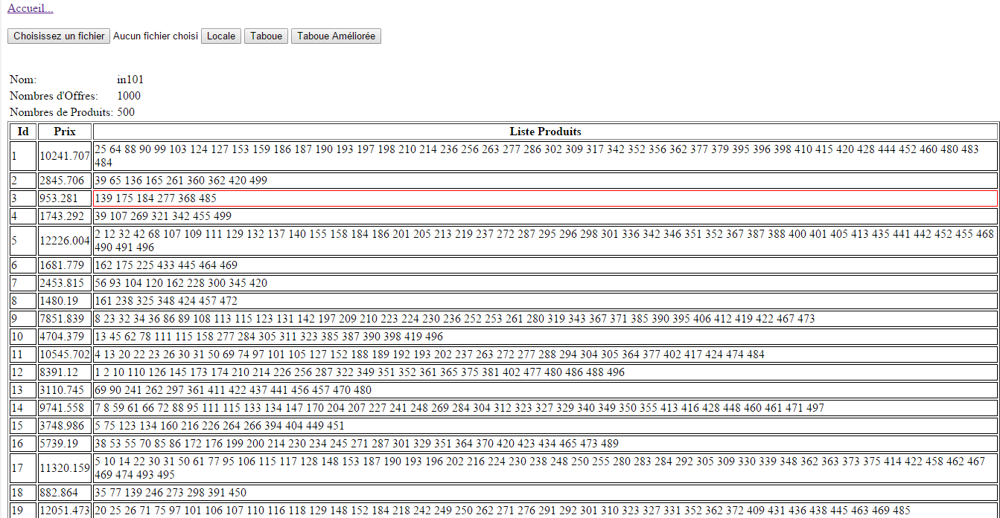 Accueil...
Choisissez un fichier Aucun fichier choisi Locale Taboue Taboue Améliorée
Nom: in101
Nombres d'Offres: 1000
Nombres de Produits: 500
Id Prix Liste Produits
1 10241.707 25 64 88 90 99 103 124 127 153 159 186 187 190 193 197 198 210 214 236 256 263 277 286 302 309 317 342 352 356 362 377 379 395 396 398 410 415 420 428 444 452 460 480 483
484
2 2845.706 39 65 136 165 261 360 362 420 499
3 953.281 139 175 184 277 368 485
4 1743.292 39 107 269 321 342 455 499
5 12226.004 2 12 32 42 68 107 109 111 129 132 137 140 155 158 184 186 201 205 213 219 237 272 287 295 296 298 301 336 342 346 351 352 367 387 388 400 401 405 413 435 441 442 452 455 468
490 491 496
6 1681.779 162 175 225 433 445 464 469
7 2453.815 56 93 104 120 162 228 300 345 420
8 1480.19 161 238 325 348 424 457 472
9 7851.839 8 23 32 34 36 86 89 108 113 115 123 131 142 197 209 210 223 224 230 236 252 253 261 280 319 343 367 371 385 390 395 406 412 419 422 467 473
10 4704.379 13 45 62 78 111 115 158 277 284 305 311 323 385 387 390 398 419 496
11 10545.702 4 13 20 22 23 26 30 31 50 69 74 97 101 105 127 152 188 189 192 193 202 237 263 272 277 288 294 304 305 364 377 402 417 424 474 484
12 8391.12 1 2 10 110 126 145 173 174 210 214 226 256 287 322 349 351 352 361 365 375 381 402 477 480 486 488 496
13 3110.745 69 90 241 262 297 361 411 422 437 441 456 457 470 480
14 9741.558 7 8 59 61 66 72 88 95 111 115 133 134 147 170 204 207 227 241 248 269 284 304 312 323 327 329 340 349 350 355 413 416 428 448 460 461 471 497
15 3748.986 5 75 123 134 160 216 226 264 266 394 404 449 451
16 5739.19 38 53 55 70 85 86 172 176 199 200 214 230 234 245 271 287 301 329 351 364 370 420 423 434 465 473 489
17 11320.159 5 10 14 22 30 31 50 61 77 95 106 115 117 128 148 153 187 190 193 196 202 216 224 230 238 248 250 255 280 283 284 292 305 309 330 339 348 362 363 373 375 414 422 458 462 467
469 474 493 495
18 882.864 35 77 139 246 273 298 391 450
19 12051.473 20 25 26 71 75 97 101 106 107 110 116 118 129 148 152 184 218 242 249 250 262 271 276 291 292 301 310 323 327 331 352 362 372 409 431 436 438 445 463 469 485